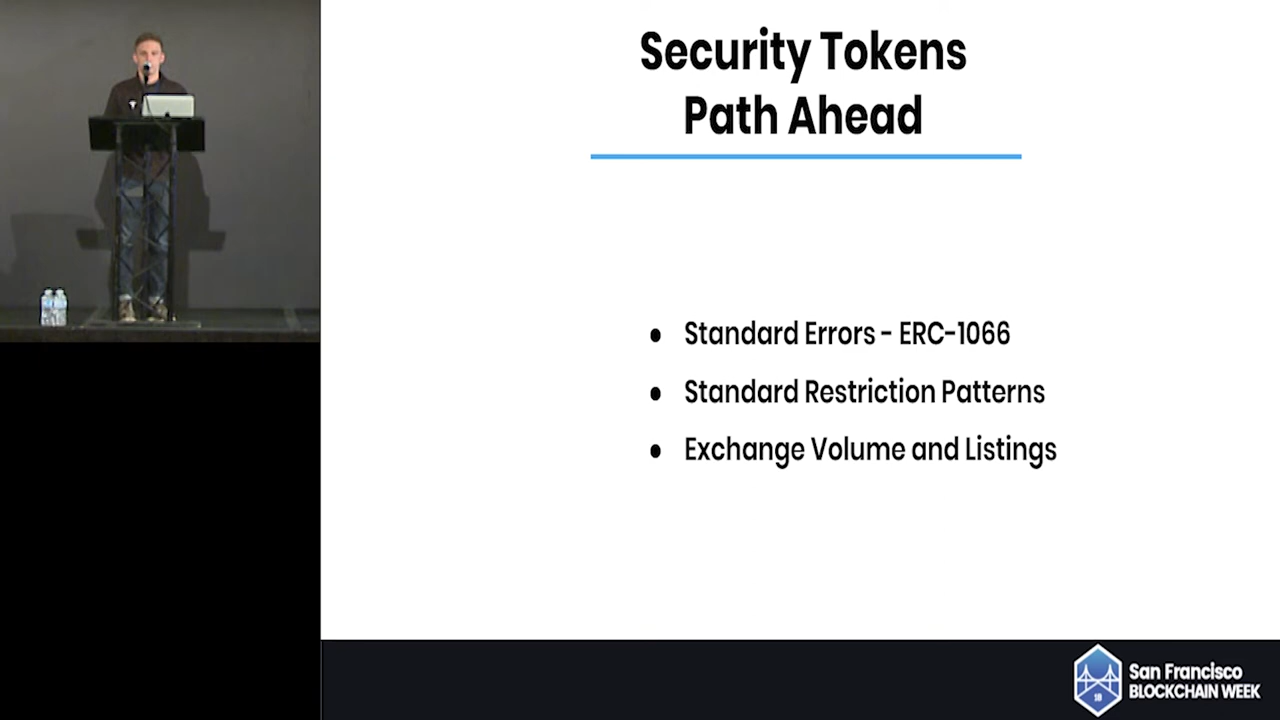 Security Tokens
Path Ahead
• Standard Errors - ERC-1066
• Standard Restriction Patterns
• Exchange Volume and Listings
San Francisco
BLOCKCHAIN WEEK
18